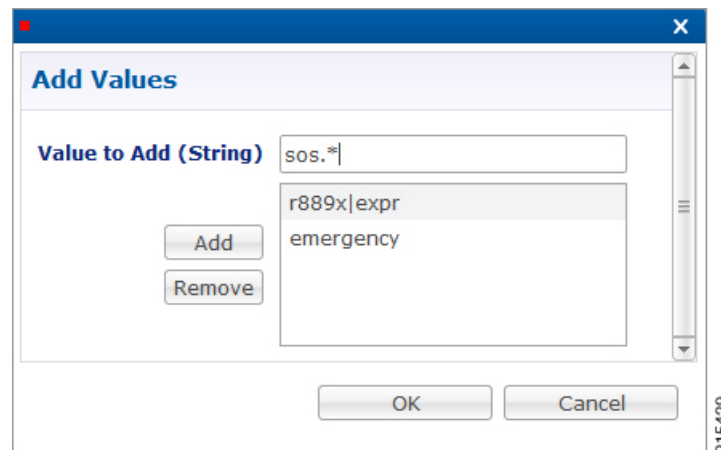 x
Add Values
Value to Add (String)
sos.*
r889x|expr
emergency
Add
Remove
OK
Cancel